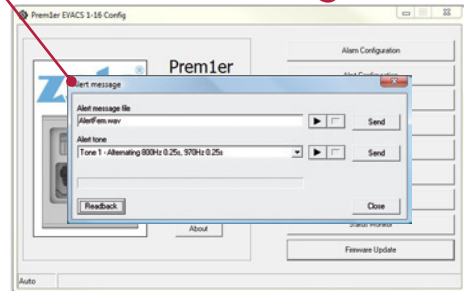 Prem1er EVACS 1-16 Config
Alarm Configuration
Prem1er
Alert message
Alert message file
AlertFem.wav
Send
Alert tone
Tone 1 - Alternating 800Hz 0.25s, 970Hz 0.25s
Send
Readback
Close
About
Status Monitor
Firmware Update
Auto